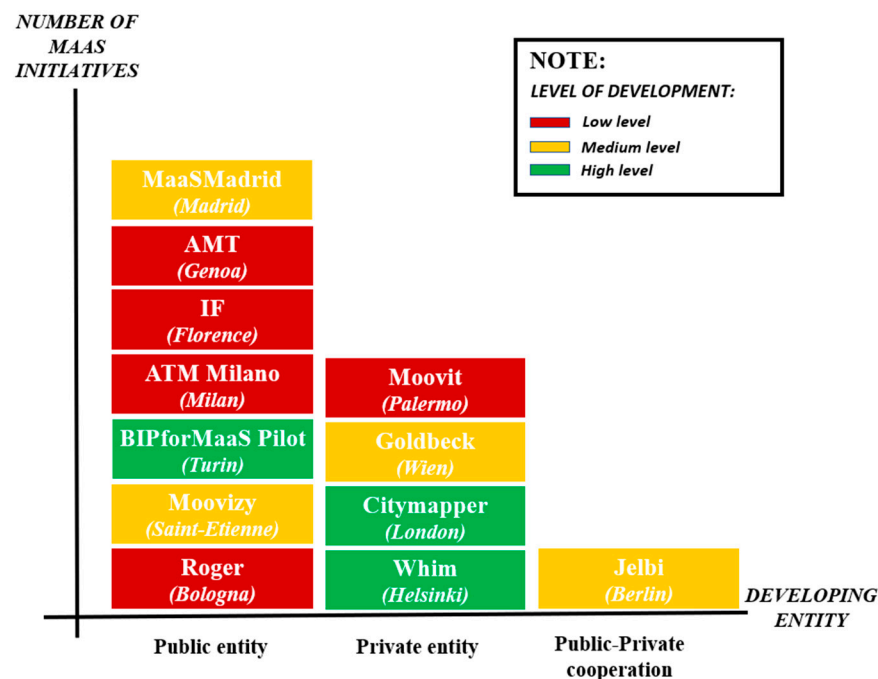 NUMBER OF
MAAS
INITIATIVES
NOTE:
LEVEL OF DEVELOPMENT:
Low level
Medium level
High level
MaaSMadrid
(Madrid)
AMT
(Genoa)
IF
(Florence)
ATM Milano
(Milan)
BIPforMaaS Pilot
(Turin)
Moovizy
(Saint-Etienne)
Roger
(Bologna)
Moovit
(Palermo)
Goldbeck
(Wien)
Citymapper
(London)
Whim
(Helsinki)
Jelbi
(Berlin)
DEVELOPING
ENTITY
Public entity
Private entity
Public-Private
cooperation